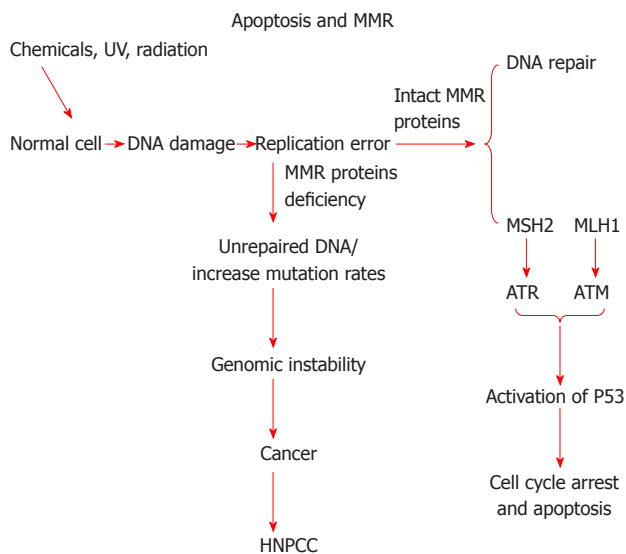 Apoptosis and MMR
Chemicals, UV, radiation
DNA repair
Intact MMR
proteins
Normal cell
DNA damage
Replication error
MMR proteins
deficiency
MSH2
MLH1
Unrepaired DNA/
increase mutation rates
ATR
ATM
Genomic instability
Activation of P53
Cancer
Cell cycle arrest
and apoptosis
HNPCC